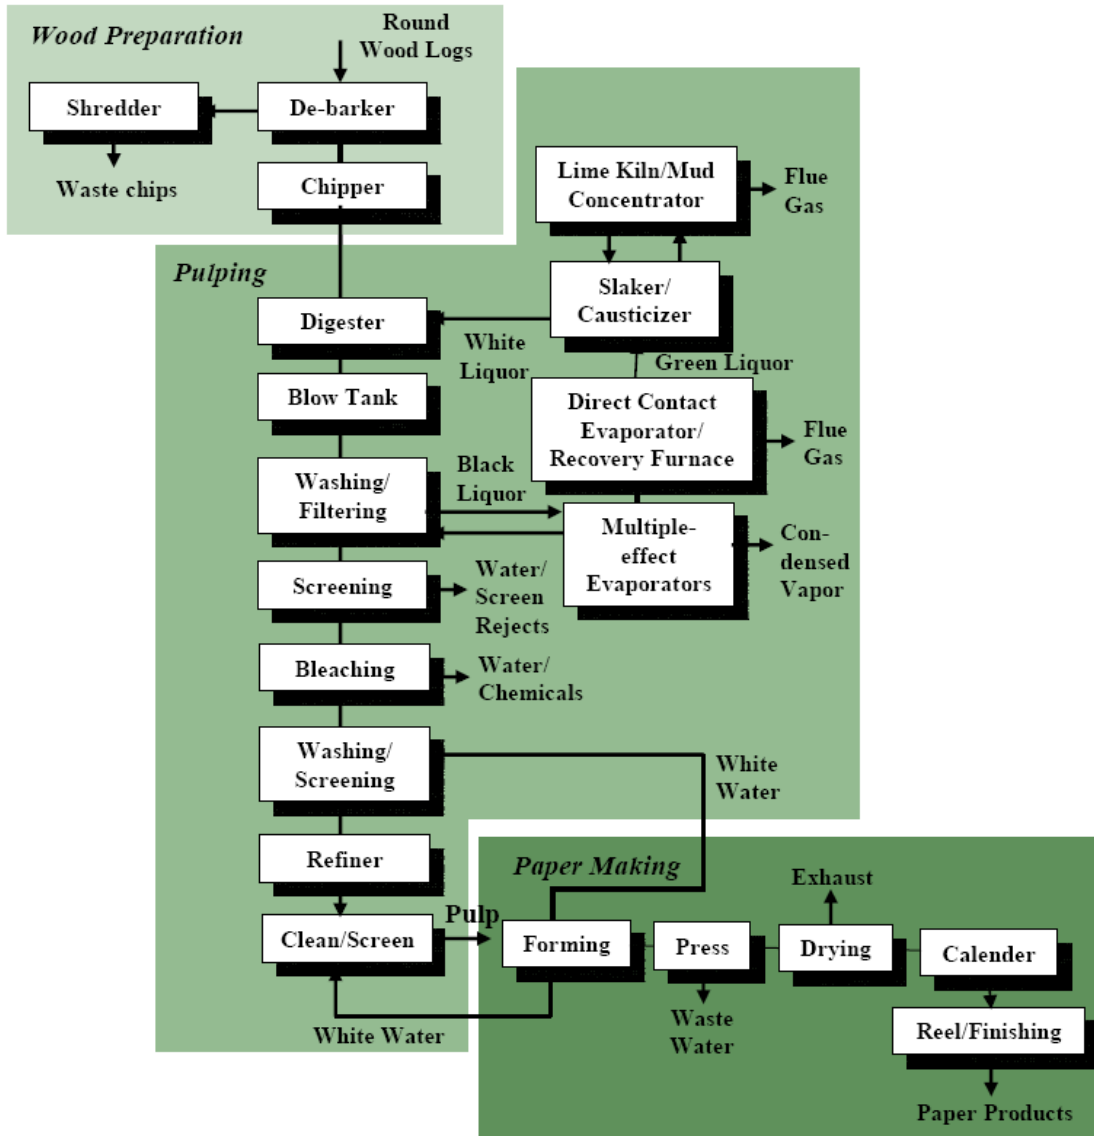 Wood Preparation
Round
Wood Logs
Shredder
De-barker
Waste chips
Chipper
Lime Kiln/Mud
Concentrator
Flue
Gas
Pulping
Slaker/
Causticizer
Digester
White
Liquor
Green Liquor
Blow Tank
Direct Contact
Evaporator/
Recovery Furnace
Flue
Gas
Washing/
Filtering
Black
Liquor
Multiple-
effect
Evaporators
Con-
densed
Vapor
Screening
Water/
Screen
Rejects
Bleaching
Water/
Chemicals
Washing/
Screening
White
Water
Refiner
Paper Making
Exhaust
Clean/Screen
Pulp
Forming
Press
Drying
Calender
White Water
Waste
Water
Reel/Finishing
Paper Products